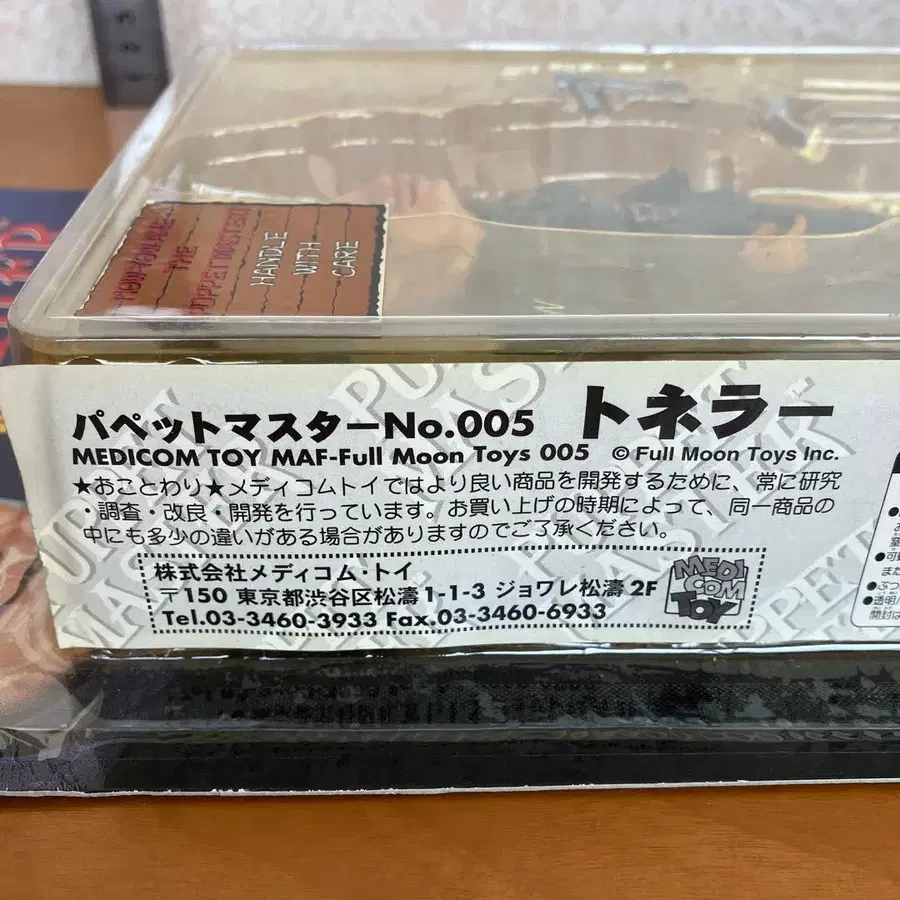 NOW YOU ARE
THE
PUPPETMASTER!
HANDLE
WITH
CARE
パペットマスターNo.005 トネラー
MEDICOM TOY MAF-Full Moon Toys 005 © Full Moon Toys Inc.
★おことわり★メディコムトイではより良い商品を開発するために、常に研究
・調査・改良・開発を行っています。お買い上げの時期によって、同一商品の
中にも多少の違いがある場合がありますのでご了承ください。
株式会社メディコム・トイ
〒150 東京都渋谷区松濤1-1-3 ジョワレ松濤2F
Tel.03-3460-3933 Fax.03-3460-6933
MEDI
COM
TOY
PUPPET
MASTER